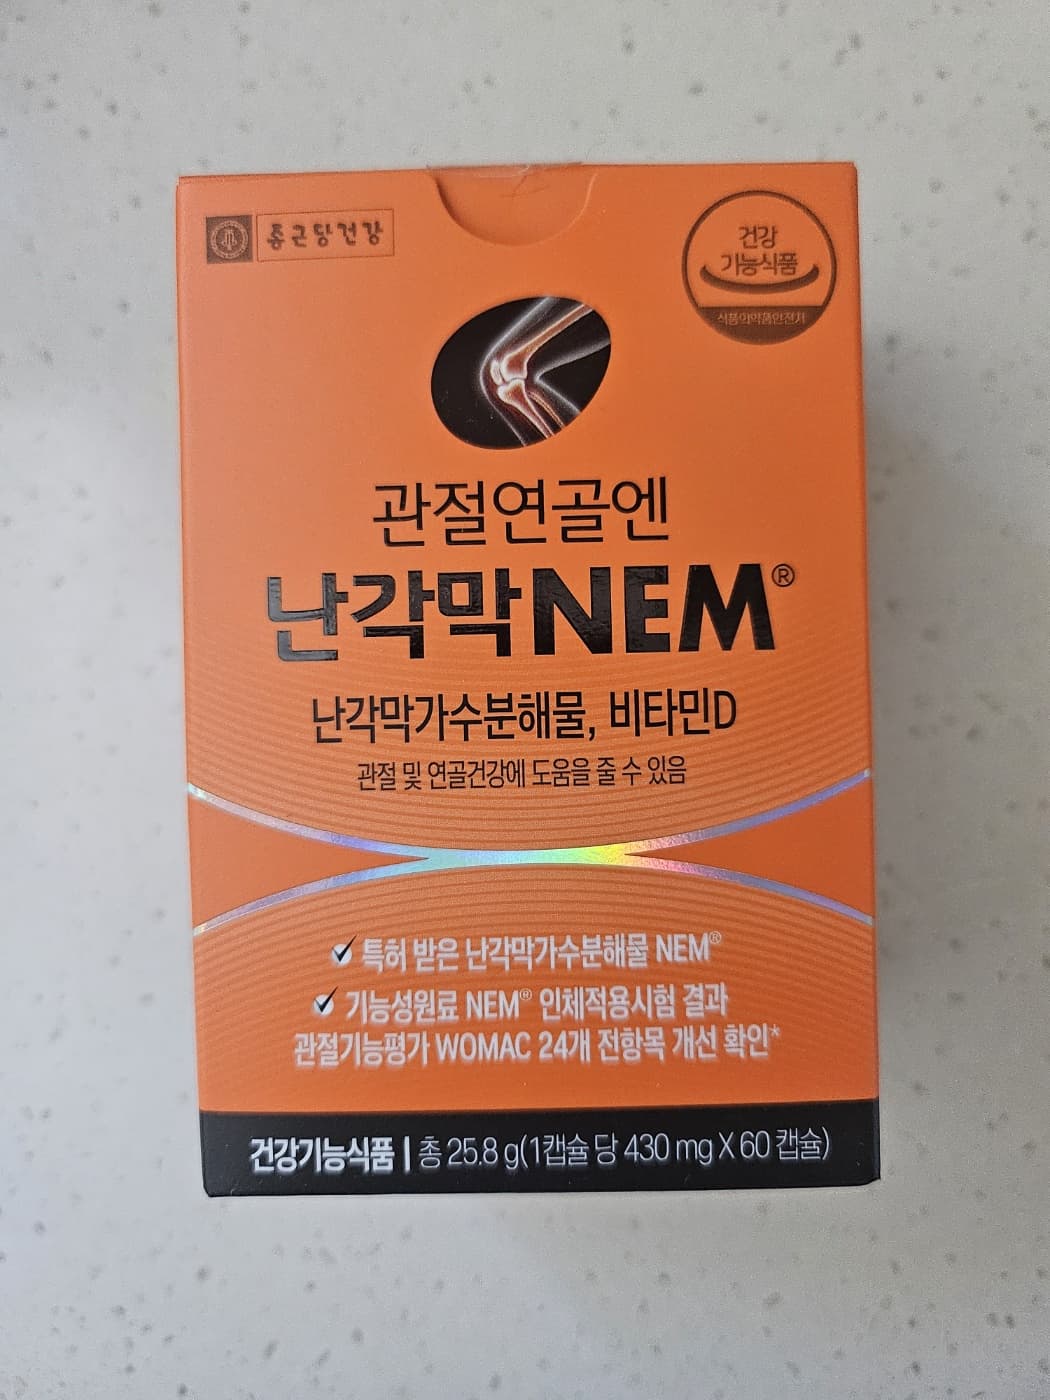 종근당건강
건강
기능식품
식품의약품안전처
관절연골엔
난각막NEM®
난각막가수분해물, 비타민D
관절 및 연골건강에 도움을 줄 수 있음
특허 받은 난각막가수분해물 NEM®
기능성원료 NEM® 인체적용시험 결과
관절기능평가 WOMAC 24개 전항목 개선 확인*
건강기능식품 | 총 25.8 g(1캡슐 당 430 mg X 60 캡슐)